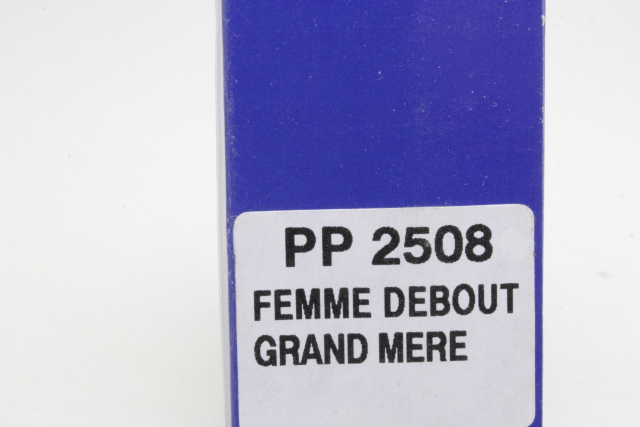 PP 2508
FEMME DEBOUT
GRAND MERE